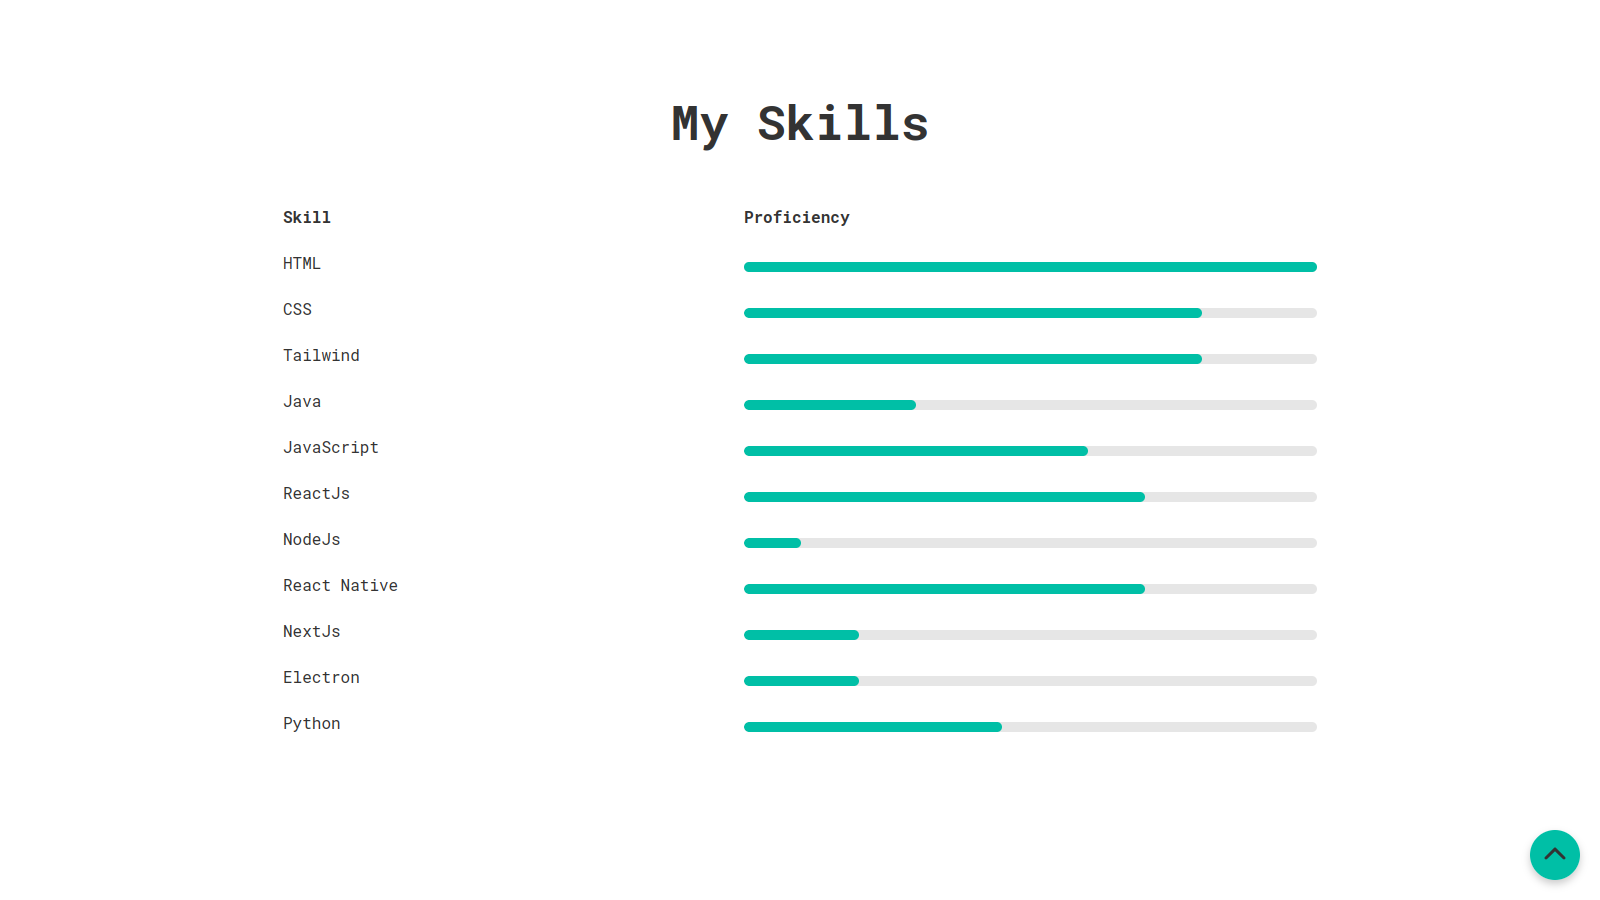 My Skills
Skill Proficiency
HTML
CSS
Tailwind
Java
JavaScript
ReactJs
NodeJs
React Native
NextJs
Electron
Python